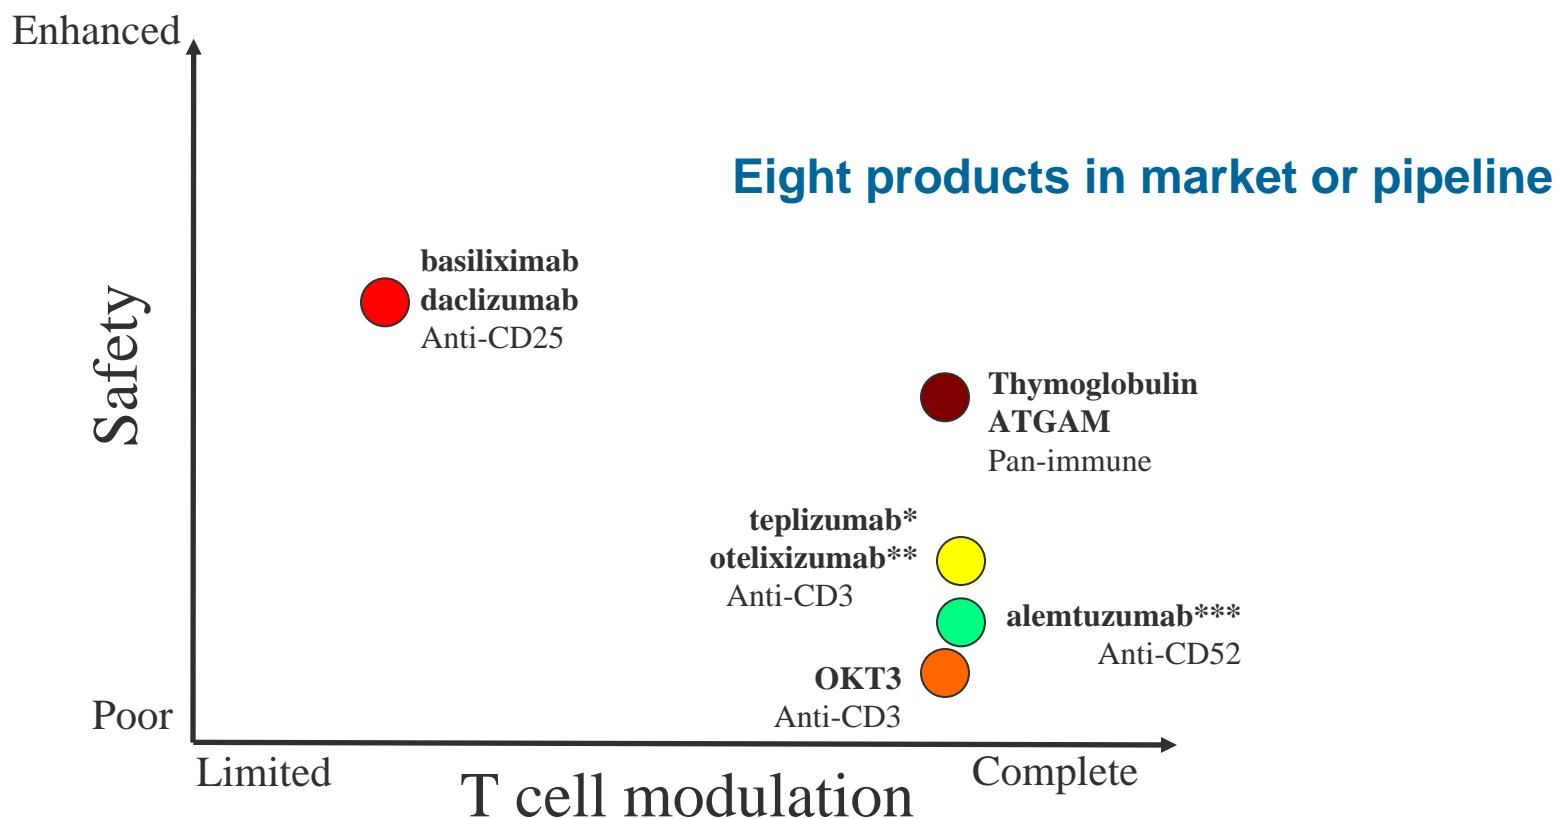 Enhanced
Eight products in market or pipeline
basiliximab
daclizumab
Anti-CD25
Safety
Thymoglobulin
ATGAM
Pan-immune
teplizumab*
otelixizumab**
Anti-CD3
alemtuzumab***
Anti-CD52
OKT3
Anti-CD3
Poor
Limited
T cell modulation
Complete